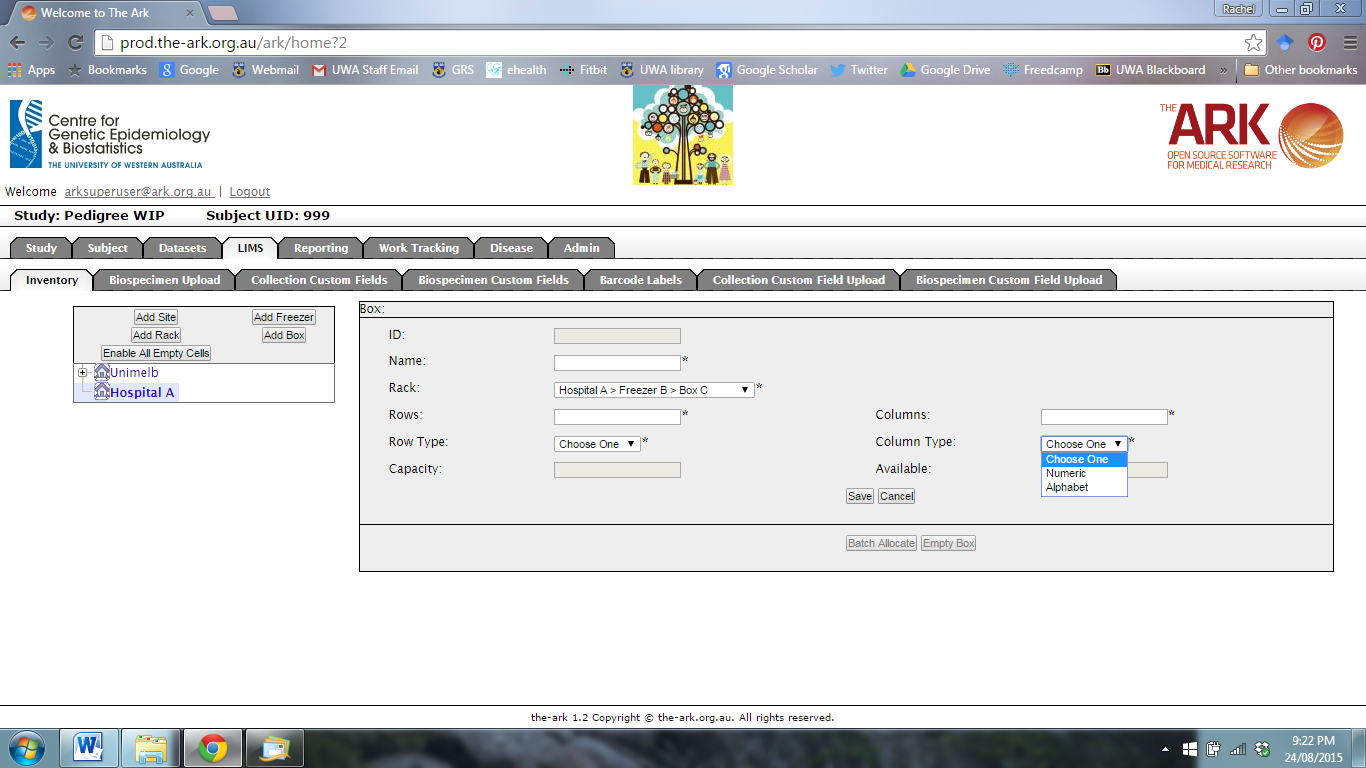 Welcome to The Ark
Rachel
prod.the-ark.org.au/ark/home?2
Apps Bookmarks Google Webmail UWA Staff Email GRS ehealth Fitbit UWA library Google Scholar Twitter Google Drive Freedcamp Bb UWA Blackboard » Other bookmarks
Centre for
Genetic Epidemiology
& Biostatistics
THE UNIVERSITY OF WESTERN AUSTRALIA
THE ARK
OPEN SOURCE SOFTWARE
FOR MEDICAL RESEARCH
Welcome arksuperuser@ark.org.au | Logout
Study: Pedigree WIP Subject UID: 999
Study Subject Datasets LIMS Reporting Work Tracking Disease Admin
Inventory Biospecimen Upload Collection Custom Fields Biospecimen Custom Fields Barcode Labels Collection Custom Field Upload Biospecimen Custom Field Upload
Add Site Add Freezer
Add Rack Add Box
Enable All Empty Cells
Unimelb
Hospital A
Box:
ID:
Name: *
Rack: Hospital A > Freezer B > Box C *
Rows: * Columns: *
Row Type: Choose One * Column Type: Choose One *
Choose One
Numeric
Alphabet
Capacity: Available:
Save Cancel
Batch Allocate Empty Box
the-ark 1.2 Copyright © the-ark.org.au. All rights reserved.
9:22 PM
24/08/2015